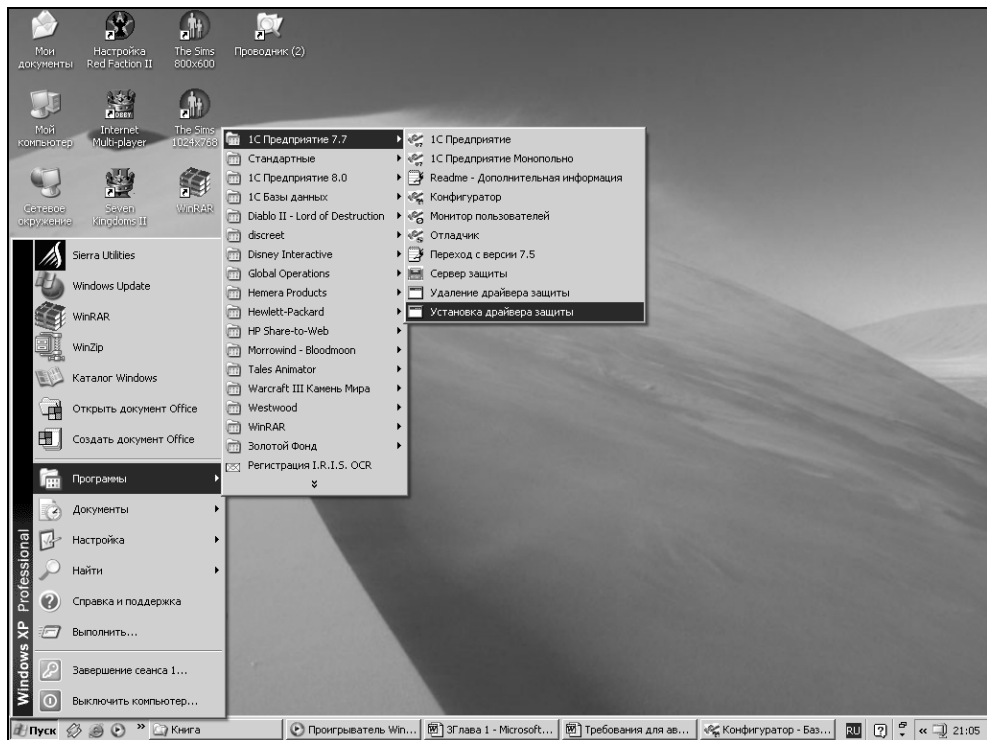 Мои документы
Настройка Red Faction II
The Sims 800x600
Проводник (2)
Мой компьютер
Internet Multi-player
The Sims 1024x768
Сетевое окружение
Seven Kingdoms II
WinRAR
Sierra Utilities
Windows Update
WinRAR
WinZip
Каталог Windows
Открыть документ Office
Создать документ Office
Программы
Документы
Настройка
Найти
Справка и поддержка
Выполнить...
Завершение сеанса 1...
Выключить компьютер...
Windows XP Professional
1С Предприятие 7.7
Стандартные
1С Предприятие 8.0
1С Базы данных
Diablo II - Lord of Destruction
discreet
Disney Interactive
Global Operations
Hemera Products
Hewlett-Packard
HP Share-to-Web
Morrowind - Bloodmoon
Tales Animator
Warcraft III Камень Мира
Westwood
WinRAR
Золотой Фонд
Регистрация I.R.I.S. OCR
1С Предприятие
1С Предприятие Монопольно
Readme - Дополнительная информация
Конфигуратор
Монитор пользователей
Отладчик
Переход с версии 7.5
Сервер защиты
Удаление драйвера защиты
Установка драйвера защиты
Пуск
»
Книга
Проигрыватель Win...
3Глава 1 - Microsoft...
Требования для ав...
Конфигуратор - Баз...
RU
«
21:05